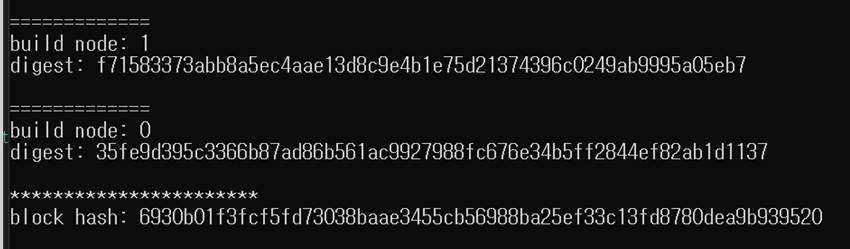 =============
build node: 1
digest: f71583373abb8a5ec4aae13d8c9e4b1e75d21374396c0249ab9995a05eb7
=============
build node: 0
digest: 35fe9d395c3366b87ad86b561ac9927988fc676e34b5ff2844ef82ab1d1137
***********************
block hash: 6930b01f3fcf5fd73038baae3455cb56988ba25ef33c13fd8780dea9b939520